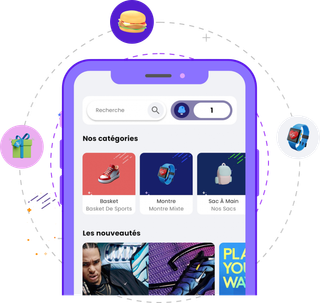 Recherche
1
Nos catégories
Basket
Basket De Sports
Montre
Montre Mixte
Sac À Main
Nos Sacs
Les nouveautés
PLA
YOU
WA